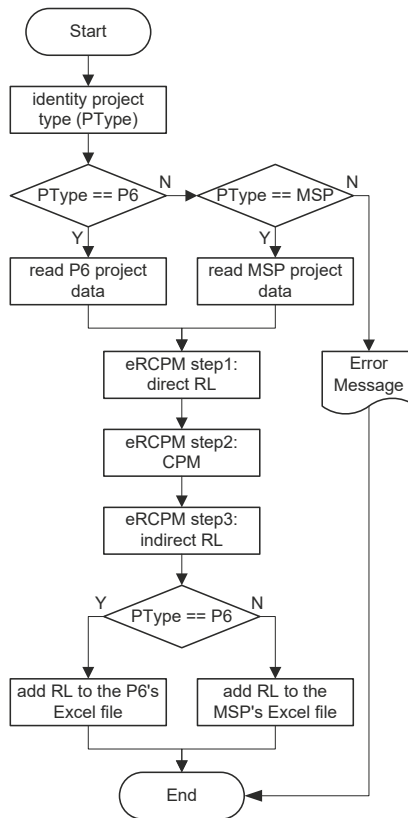 Start
identity project
type (PType)
PType == P6
N
PType == MSP
N
Y
Y
read P6 project
data
read MSP project
data
eRCPM step1:
direct RL
Error
Message
eRCPM step2:
CPM
eRCPM step3:
indirect RL
Y
PType == P6
N
add RL to the P6's
Excel file
add RL to the
MSP's Excel file
End